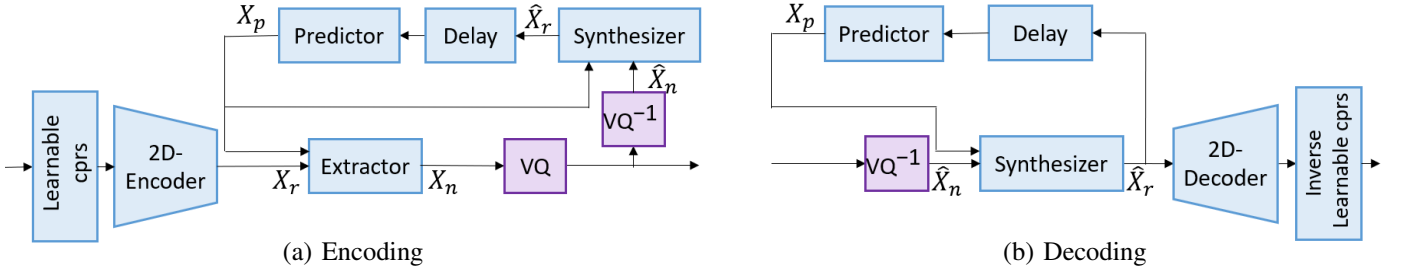 X_p
Predictor
Delay
X̂_r
Synthesizer
X̂_n
VQ⁻¹
Learnable
cprs
2D-
Encoder
X_r
Extractor
X_n
VQ
(a) Encoding
X_p
Predictor
Delay
VQ⁻¹
X̂_n
Synthesizer
X̂_r
2D-
Decoder
Inverse
Learnable cprs
(b) Decoding